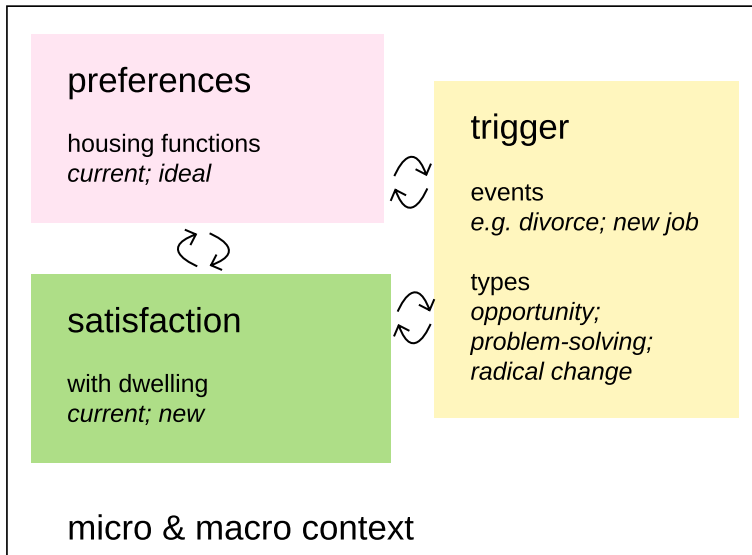 preferences
housing functions
current; ideal
trigger
events
e.g. divorce; new job
types
opportunity;
problem-solving;
radical change
satisfaction
with dwelling
current; new
micro & macro context